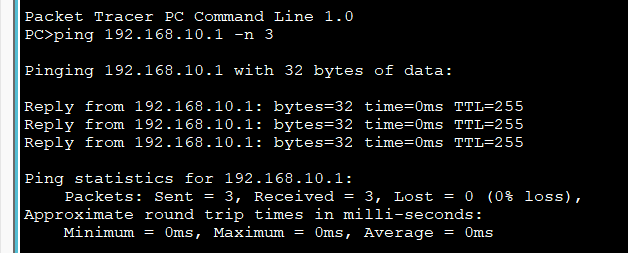 Packet Tracer PC Command Line 1.0
PC>ping 192.168.10.1 -n 3
Pinging 192.168.10.1 with 32 bytes of data:
Reply from 192.168.10.1: bytes=32 time=0ms TTL=255
Reply from 192.168.10.1: bytes=32 time=0ms TTL=255
Reply from 192.168.10.1: bytes=32 time=0ms TTL=255
Ping statistics for 192.168.10.1:
Packets: Sent = 3, Received = 3, Lost = 0 (0% loss),
Approximate round trip times in milli-seconds:
Minimum = 0ms, Maximum = 0ms, Average = 0ms